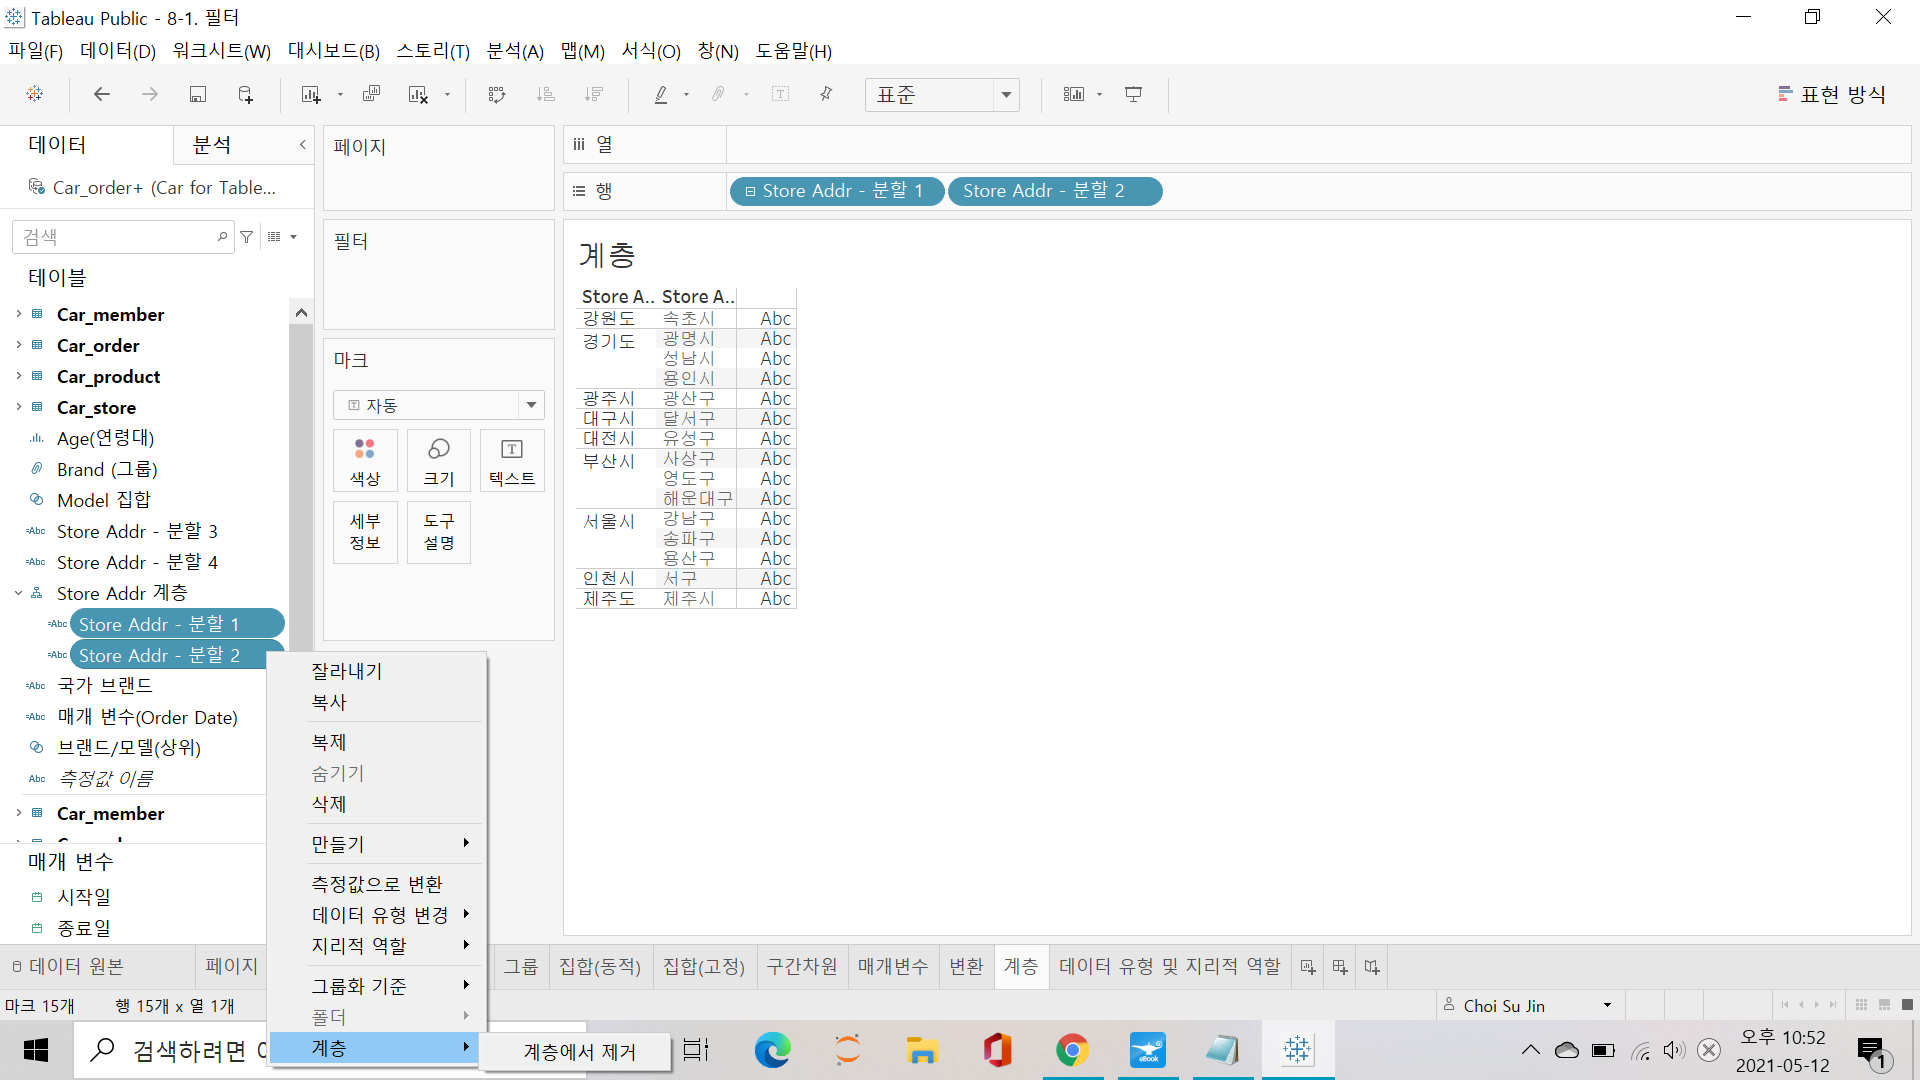 Tableau Public - 8-1. 필터
파일(F) 데이터(D) 워크시트(W) 대시보드(B) 스토리(T) 분석(A) 맵(M) 서식(O) 창(N) 도움말(H)
표준
표현 방식
데이터 분석
Car_order+ (Car for Table...
검색
테이블
Car_member
Car_order
Car_product
Car_store
Age(연령대)
Brand (그룹)
Model 집합
Store Addr - 분할 3
Store Addr - 분할 4
Store Addr 계층
Store Addr - 분할 1
Store Addr - 분할 2
국가 브랜드
매개 변수(Order Date)
브랜드/모델(상위)
측정값 이름
Car_member
매개 변수
시작일
종료일
페이지
필터
마크
자동
색상 크기 텍스트
세부 정보 도구 설명
열
행 Store Addr - 분할 1 Store Addr - 분할 2
계층
Store A.. Store A..
강원도 속초시 Abc
경기도 광명시 Abc
성남시 Abc
용인시 Abc
광주시 광산구 Abc
대구시 달서구 Abc
대전시 유성구 Abc
부산시 사상구 Abc
영도구 Abc
해운대구 Abc
서울시 강남구 Abc
송파구 Abc
용산구 Abc
인천시 서구 Abc
제주도 제주시 Abc
잘라내기
복사
복제
숨기기
삭제
만들기
측정값으로 변환
데이터 유형 변경
지리적 역할
그룹화 기준
폴더
계층
계층에서 제거
데이터 원본 페이지 그룹 집합(동적) 집합(고정) 구간차원 매개변수 변환 계층 데이터 유형 및 지리적 역할
마크 15개 행 15개 x 열 1개
Choi Su Jin
검색하려면
eBook
오후 10:52
2021-05-12
1